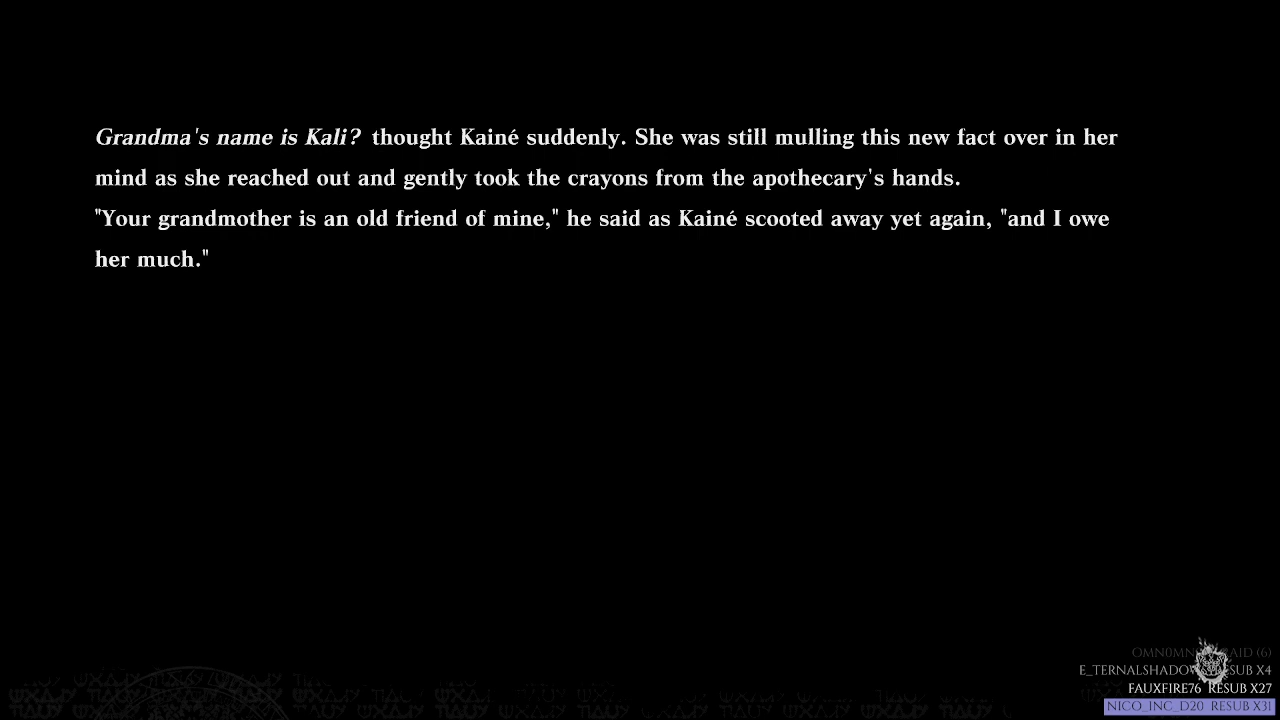 Grandma's name is Kali? thought Kainé suddenly. She was still mulling this new fact over in her
mind as she reached out and gently took the crayons from the apothecary's hands.
"Your grandmother is an old friend of mine," he said as Kainé scooted away yet again, "and I owe
her much."
(6)
RESUB X4
FAUXFIRE76 RESUB X27
NICO_INC_D20 RESUB X31